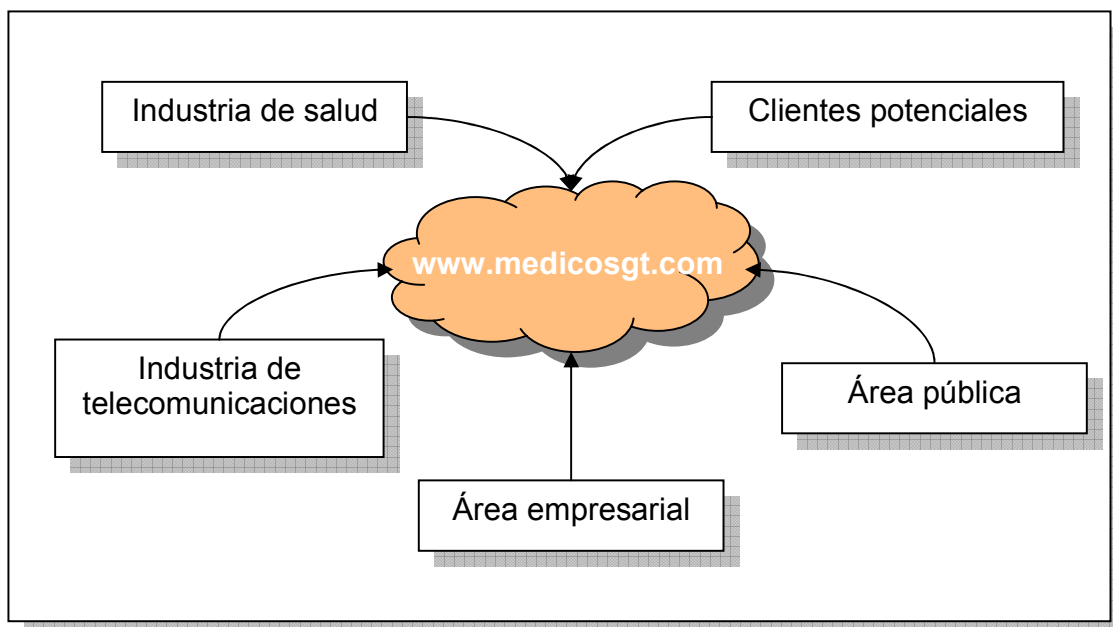 Industria de salud
Clientes potenciales
www.medicosgt.com
Industria de
telecomunicaciones
Área pública
Área empresarial